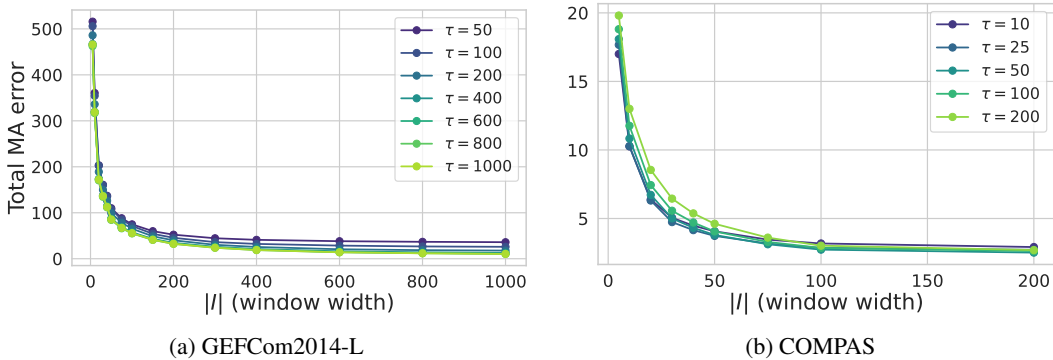 Total MA error
500
400
300
200
100
0
0
200
400
600
800
1000
|I| (window width)
τ = 50
τ = 100
τ = 200
τ = 400
τ = 600
τ = 800
τ = 1000
(a) GEFCom2014-L
20
15
10
5
0
50
100
150
200
|I| (window width)
τ = 10
τ = 25
τ = 50
τ = 100
τ = 200
(b) COMPAS